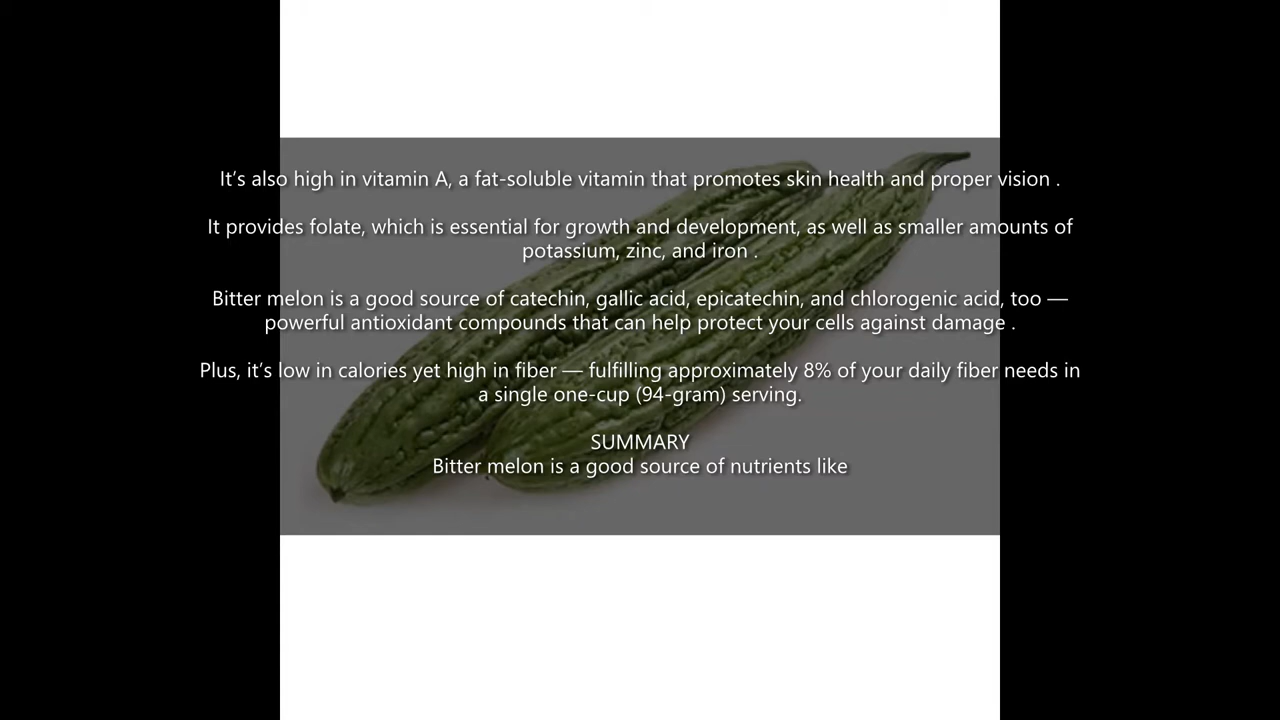 It’s also high in vitamin A, a fat-soluble vitamin that promotes skin health and proper vision .
It provides folate, which is essential for growth and development, as well as smaller amounts of
potassium, zinc, and iron .
Bitter melon is a good source of catechin, gallic acid, epicatechin, and chlorogenic acid, too —
powerful antioxidant compounds that can help protect your cells against damage .
Plus, it’s low in calories yet high in fiber — fulfilling approximately 8% of your daily fiber needs in
a single one-cup (94-gram) serving.
SUMMARY
Bitter melon is a good source of nutrients like